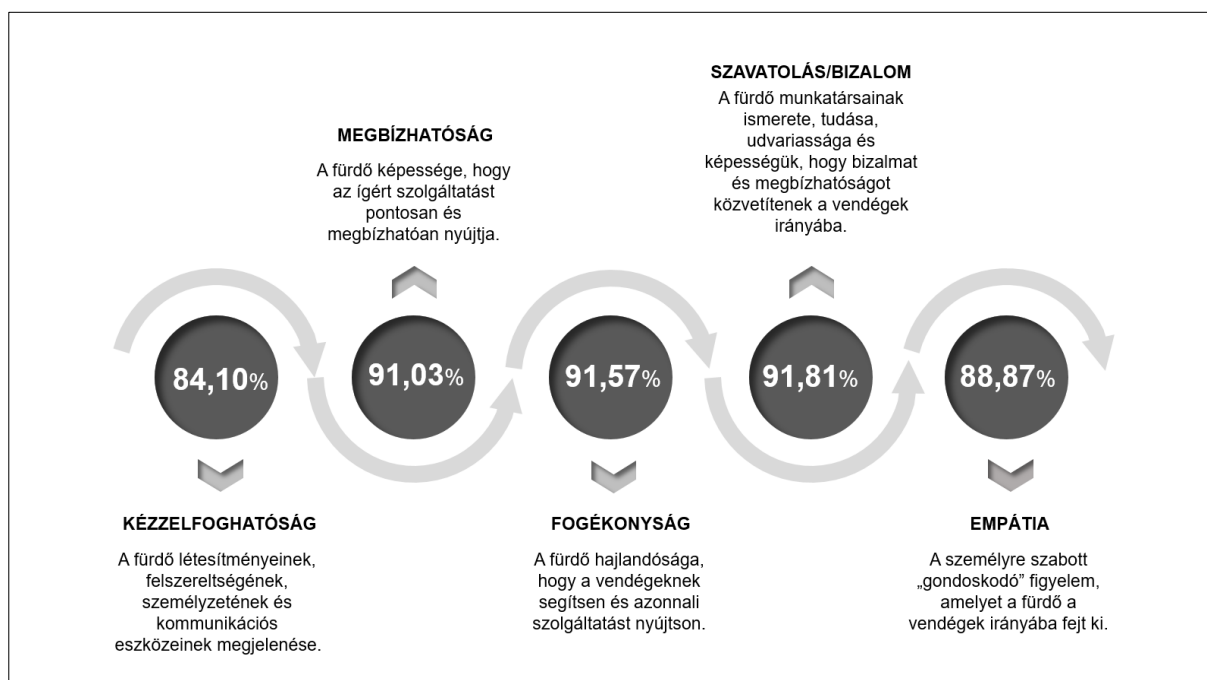 SZAVATOLÁS/BIZALOM
A fürdő munkatársainak
ismerete, tudása,
udvariassága és
képességük, hogy bizalmat
és megbízhatóságot
közvetítenek a vendégek
irányába.
MEGBÍZHATÓSÁG
A fürdő képessége, hogy
az ígért szolgáltatást
pontosan és
megbízhatóan nyújtja.
84,10%
91,03%
91,57%
91,81%
88,87%
KÉZZELFOGHATÓSÁG
A fürdő létesítményeinek,
felszereltségének,
személyzetének és
kommunikációs
eszközeinek megjelenése.
FOGÉKONYSÁG
A fürdő hajlandósága,
hogy a vendégeknek
segítsen és azonnali
szolgáltatást nyújtson.
EMPÁTIA
A személyre szabott
„gondoskodó” figyelem,
amelyet a fürdő a
vendégek irányába fejt ki.